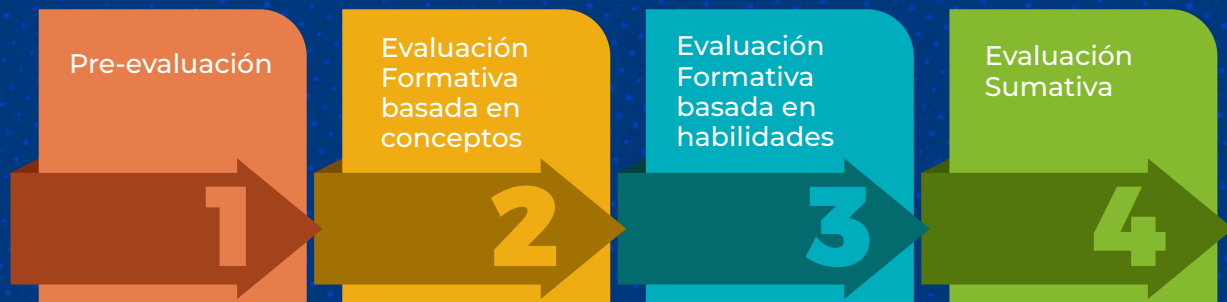 Pre-evaluación
1
Evaluación
Formativa
basada en
conceptos
2
Evaluación
Formativa
basada en
habilidades
3
Evaluación
Sumativa
4